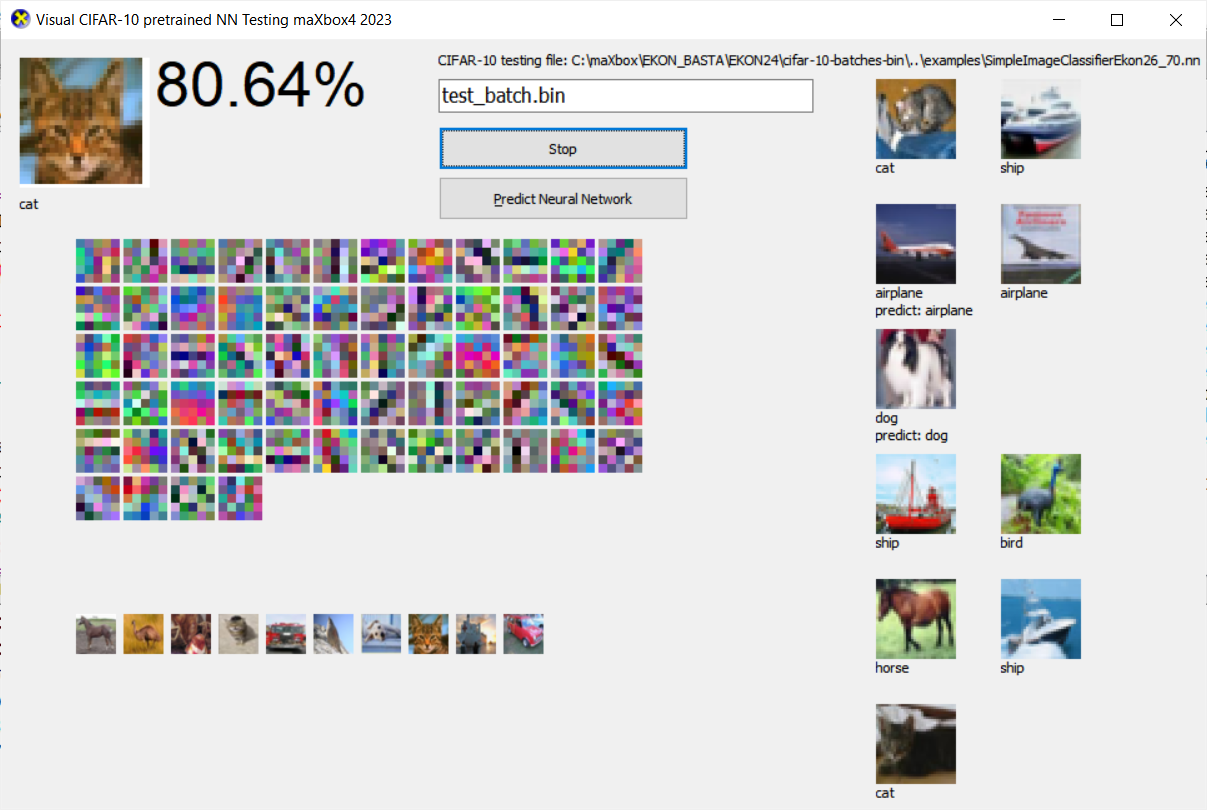 Visual CIFAR-10 pretrained NN Testing maXbox4 2023
80.64%
cat
CIFAR-10 testing file: C:\maXbox\EKON_BASTA\EKON24\cifar-10-batches-bin\..\examples\SimpleImageClassifierEkon26_70.nn
test_batch.bin
Stop
Predict Neural Network
cat
ship
airplane
predict: airplane
airplane
dog
predict: dog
ship
bird
horse
ship
cat